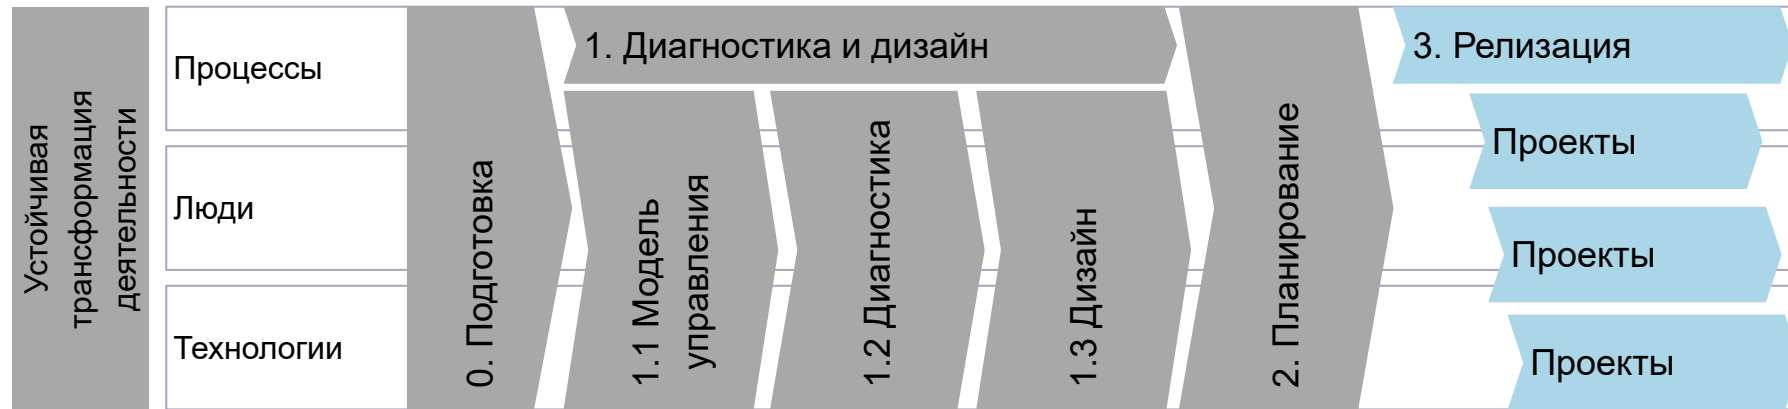 Устойчивая
трансформация
деятельности
Процессы
Люди
Технологии
0. Подготовка
1. Диагностика и дизайн
1.1 Модель
управления
1.2 Диагностика
1.3 Дизайн
2. Планирование
3. Релизация
Проекты
Проекты
Проекты